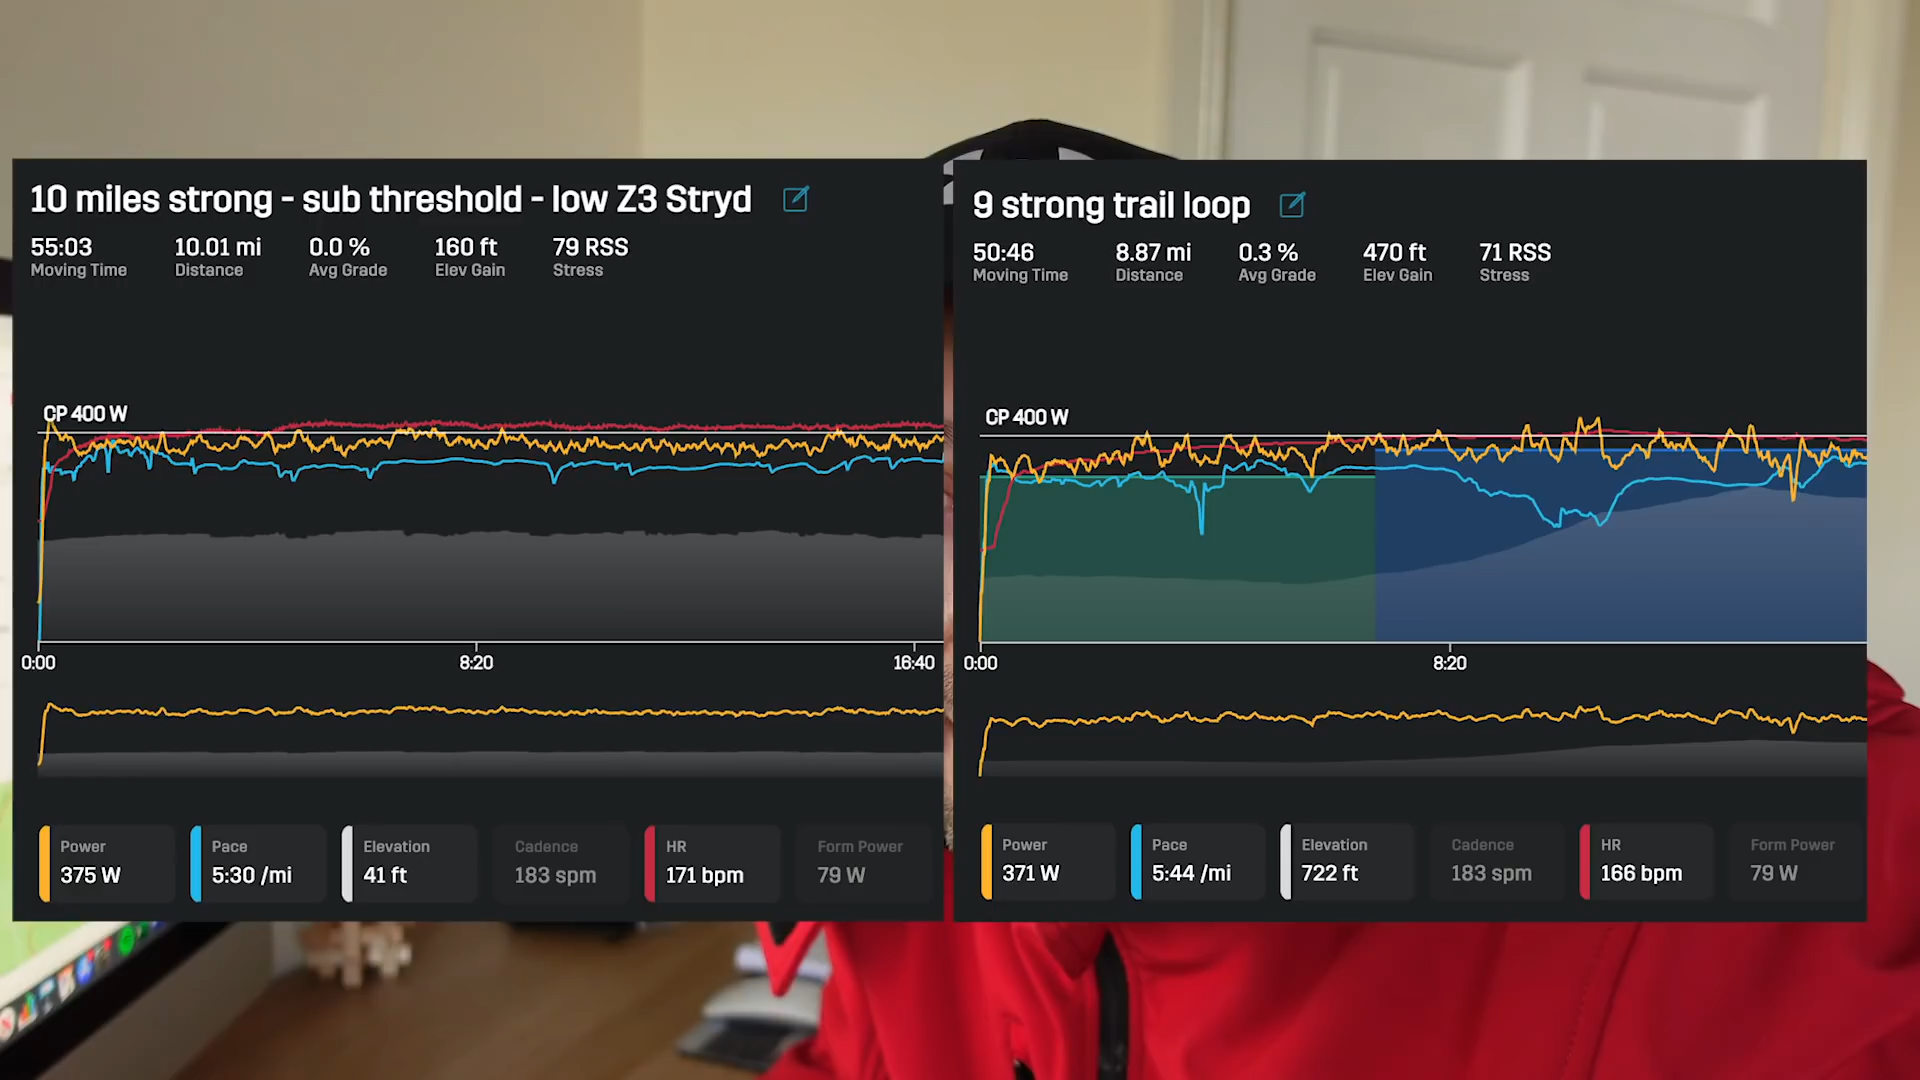 10 miles strong - sub threshold - low Z3 Stryd
55:03 10.01 mi 0.0 % 160 ft 79 RSS
Moving Time Distance Avg Grade Elev Gain Stress
CP 400 W
0:00 8:20 16:40
Power Pace Elevation Cadence HR Form Power
375 W 5:30 /mi 41 ft 183 spm 171 bpm 79 W
9 strong trail loop
50:46 8.87 mi 0.3 % 470 ft 71 RSS
Moving Time Distance Avg Grade Elev Gain Stress
CP 400 W
0:00 8:20
Power Pace Elevation Cadence HR Form Power
371 W 5:44 /mi 722 ft 183 spm 166 bpm 79 W